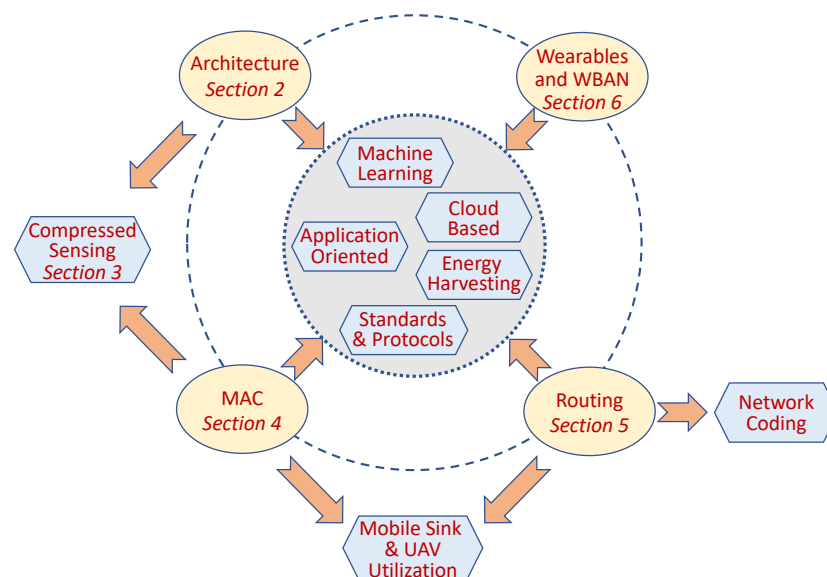 Architecture
Section 2
Wearables
and WBAN
Section 6
Machine
Learning
Cloud
Based
Compressed
Sensing
Section 3
Application
Oriented
Energy
Harvesting
Standards
& Protocols
MAC
Section 4
Routing
Section 5
Network
Coding
Mobile Sink
& UAV
Utilization